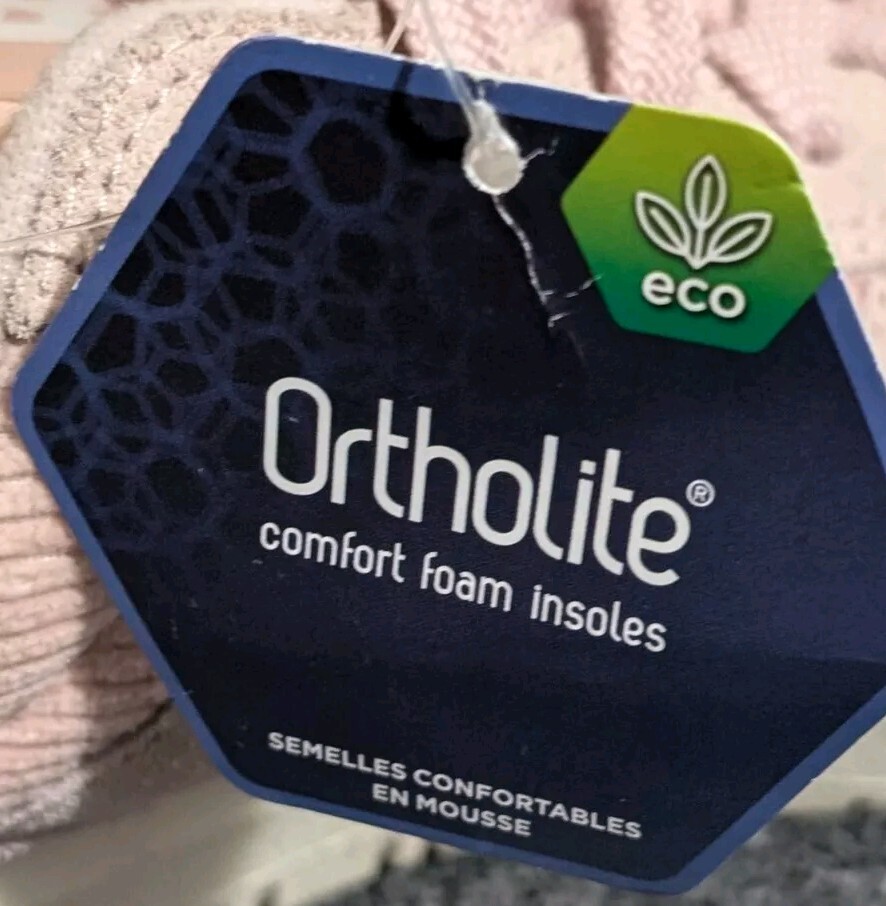 eco
Ortholite®
comfort foam insoles
SEMELLES CONFORTABLES
EN MOUSSE